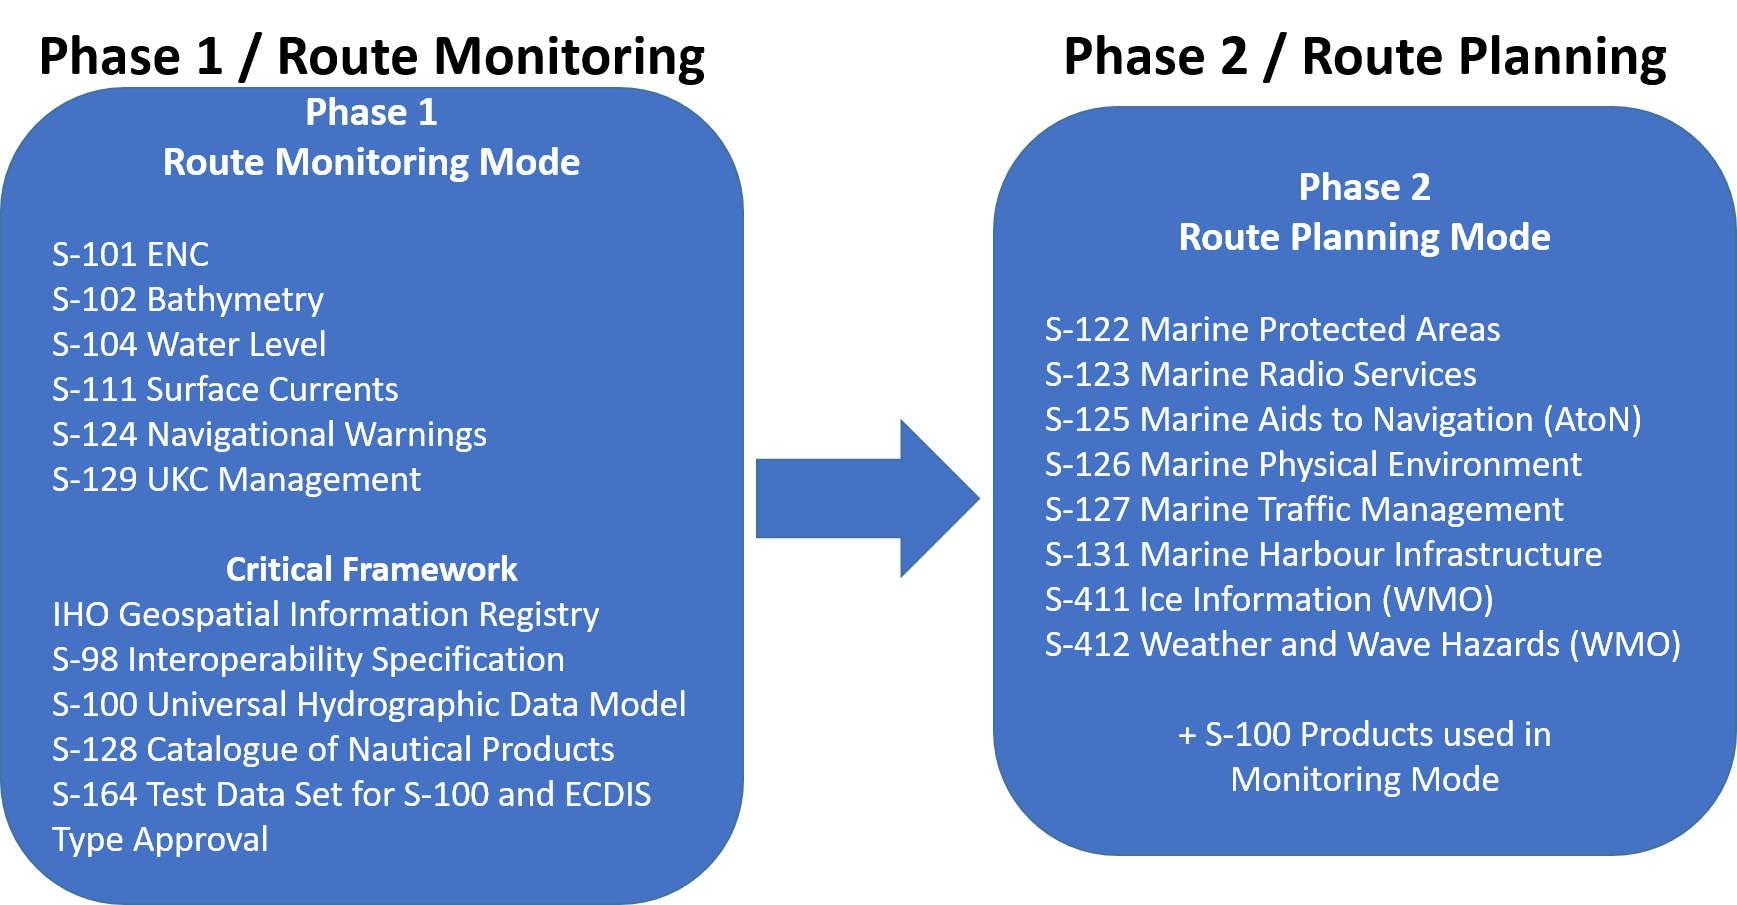 Phase 1 / Route Monitoring
Phase 1
Route Monitoring Mode
S-101 ENC
S-102 Bathymetry
S-104 Water Level
S-111 Surface Currents
S-124 Navigational Warnings
S-129 UKC Management
Critical Framework
IHO Geospatial Information Registry
S-98 Interoperability Specification
S-100 Universal Hydrographic Data Model
S-128 Catalogue of Nautical Products
S-164 Test Data Set for S-100 and ECDIS
Type Approval
Phase 2 / Route Planning
Phase 2
Route Planning Mode
S-122 Marine Protected Areas
S-123 Marine Radio Services
S-125 Marine Aids to Navigation (AtoN)
S-126 Marine Physical Environment
S-127 Marine Traffic Management
S-131 Marine Harbour Infrastructure
S-411 Ice Information (WMO)
S-412 Weather and Wave Hazards (WMO)
+ S-100 Products used in
Monitoring Mode